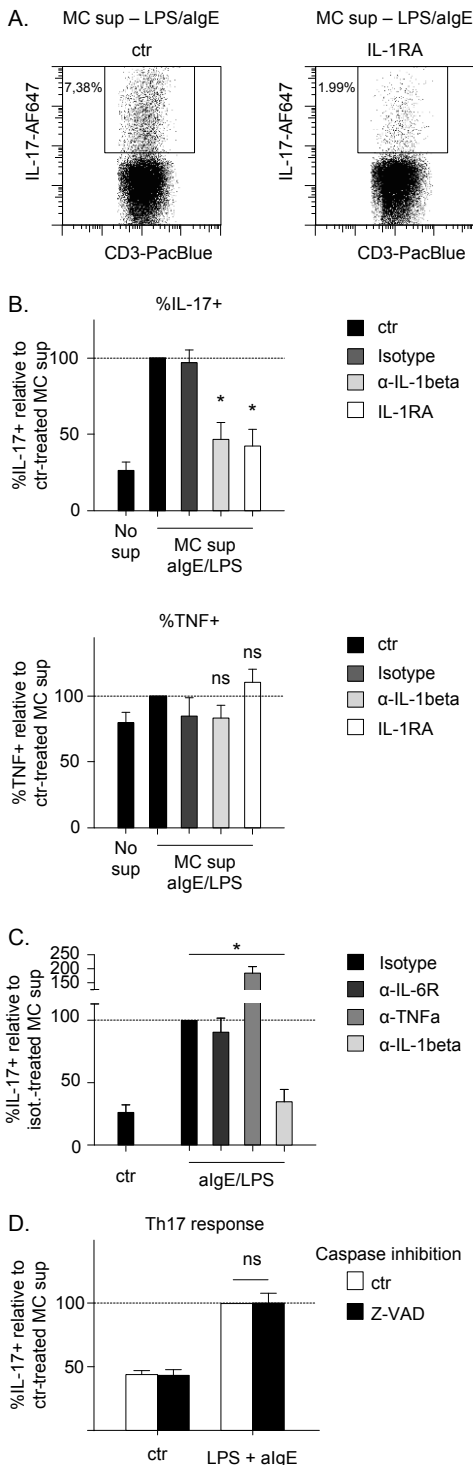 A.
MC sup – LPS/aIgE
MC sup – LPS/aIgE
ctr
IL-1RA
7,38%
1.99%
IL-17-AF647
IL-17-AF647
CD3-PacBlue
CD3-PacBlue
B.
%IL-17+
%IL-17+ relative to
ctr-treated MC sup
100
50
0
No
sup
MC sup
aIgE/LPS
*
*
ctr
Isotype
α-IL-1beta
IL-1RA
%TNF+
%TNF+ relative to
ctr-treated MC sup
100
50
0
No
sup
MC sup
aIgE/LPS
ns
ns
ctr
Isotype
α-IL-1beta
IL-1RA
C.
%IL-17+ relative to
isot.-treated MC sup
250
200
150
100
50
0
*
ctr
aIgE/LPS
Isotype
α-IL-6R
α-TNFa
α-IL-1beta
D.
Th17 response
%IL-17+ relative to
ctr-treated MC sup
100
50
0
ns
ctr
LPS + aIgE
Caspase inhibition
ctr
Z-VAD